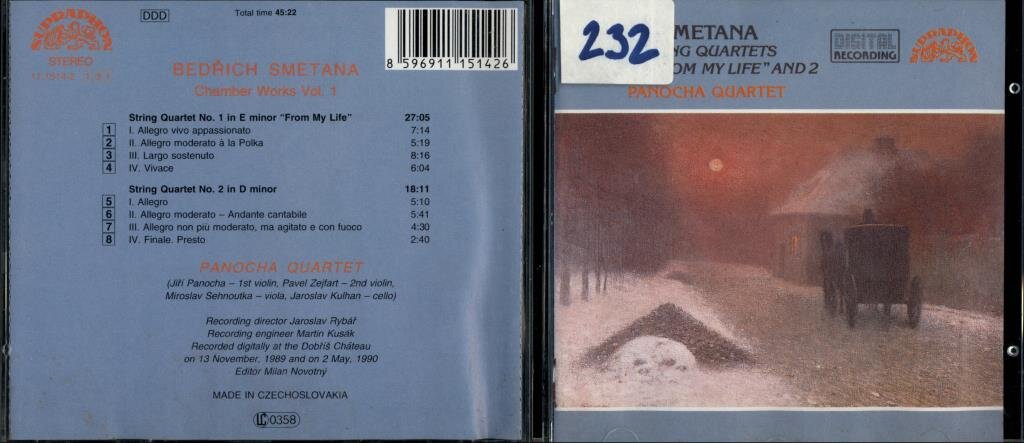 SUPRAPHON
STEREO
DDD
Total time 45:22
8 596911 151426
BEDŘICH SMETANA
Chamber Works Vol. 1
String Quartet No. 1 in E minor "From My Life" 27:05
1 I. Allegro vivo appassionato 7:14
2 II. Allegro moderato à la Polka 5:19
3 III. Largo sostenuto 8:16
4 IV. Vivace 6:04
String Quartet No. 2 in D minor 18:11
5 I. Allegro 5:10
6 II. Allegro moderato – Andante cantabile 5:41
7 III. Allegro non più moderato, ma agitato e con fuoco 4:30
8 IV. Finale. Presto 2:40
PANOCHA QUARTET
(Jiří Panocha – 1st violin, Pavel Zejfart – 2nd violin,
Miroslav Sehnoutka – viola, Jaroslav Kulhan – cello)
Recording director Jaroslav Rybář
Recording engineer Martin Kusák
Recorded digitally at the Dobříš Château
on 13 November, 1989 and on 2 May, 1990
Editor Milan Novotný
MADE IN CZECHOSLOVAKIA
LC 0358
232
METANA
NG QUARTETS
OM MY LIFE" AND 2
PANOCHA QUARTET
DIGITAL
RECORDING
SUPRAPHON